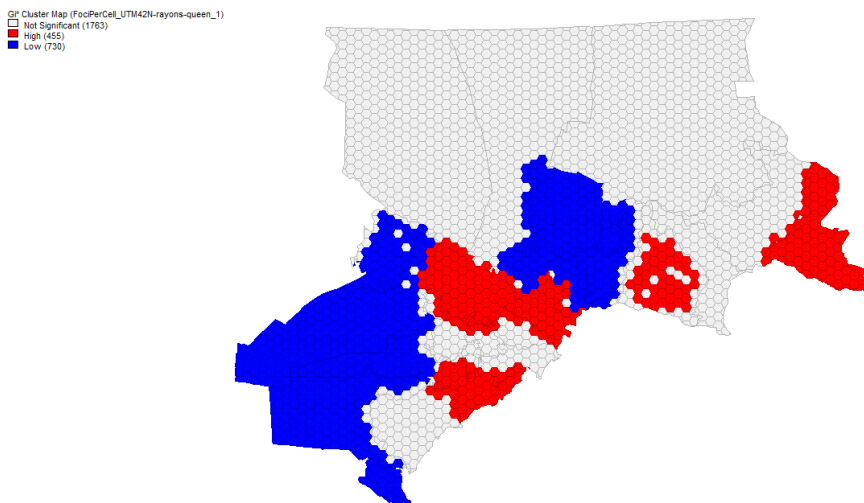 Gi* Cluster Map (FociPerCell_UTM42N-rayons-queen_1)
Not Significant (1763)
High (455)
Low (730)